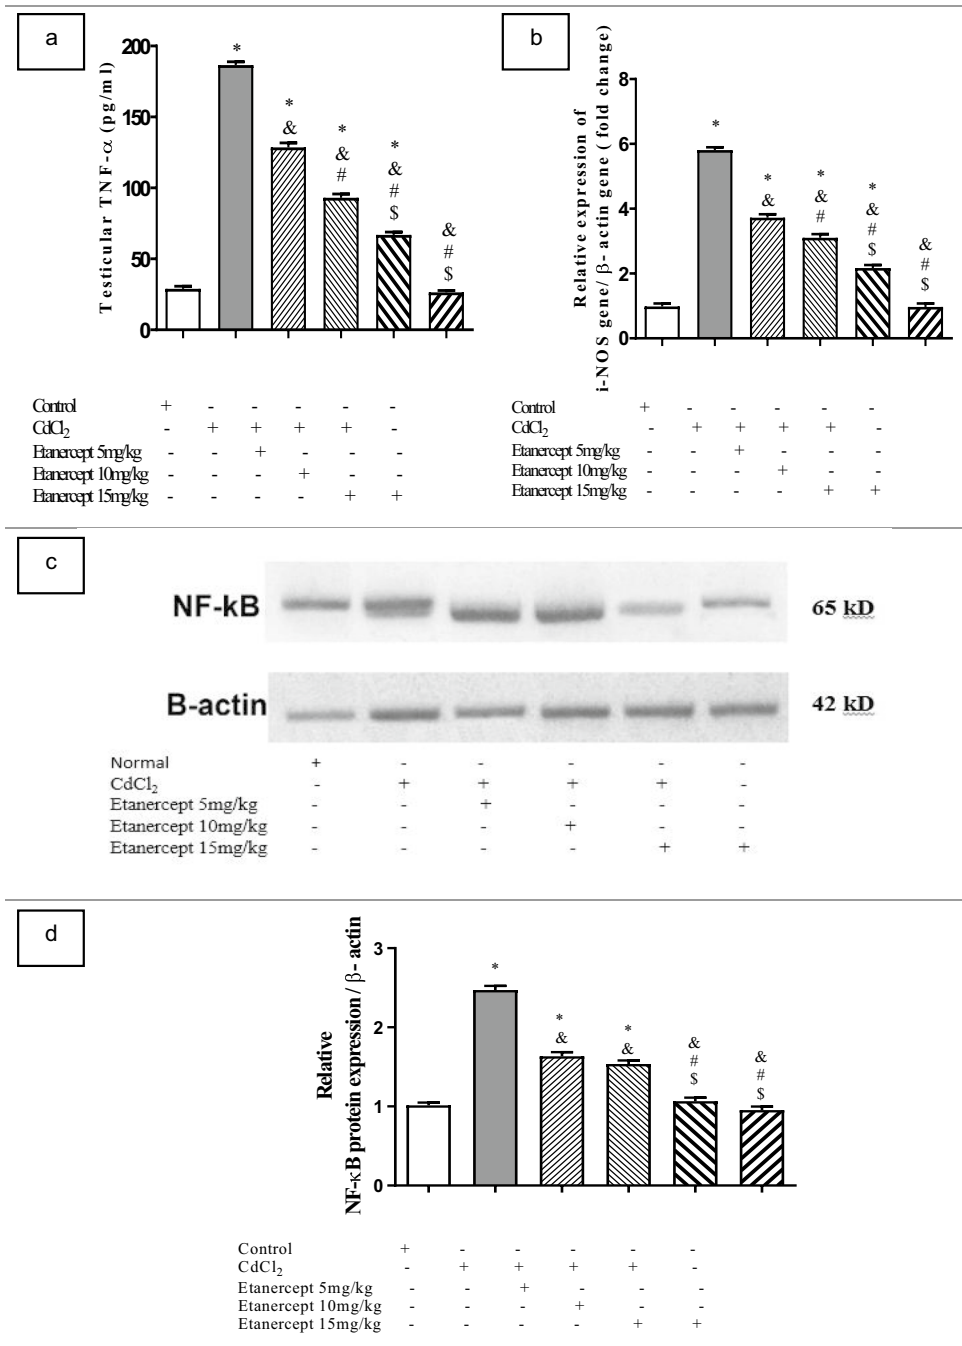 a
Testicular TNF-α (pg/ml)
200
150
100
50
0
*
*
&
*
&
#
*
&
#
$
&
#
$
Control + - - - - -
CdCl₂ - + + + + -
Etanercept 5mg/kg - - + - - -
Etanercept 10mg/kg - - - + - -
Etanercept 15mg/kg - - - - + +
b
Relative expression of
i-NOS gene/ β- actin gene ( fold change)
8
6
4
2
0
*
*
&
*
&
#
*
&
#
$
&
#
$
Control + - - - - -
CdCl₂ - + + + + -
Etanercept 5mg/kg - - + - - -
Etanercept 10mg/kg - - - + - -
Etanercept 15mg/kg - - - - + +
c
NF-kB 65 kD
B-actin 42 kD
Normal + - - - - -
CdCl₂ - + + + + -
Etanercept 5mg/kg - - + - - -
Etanercept 10mg/kg - - - + - -
Etanercept 15mg/kg - - - - + +
d
Relative
NF-κB protein expression / β- actin
3
2
1
0
*
*
&
*
&
&
#
$
&
#
$
Control + - - - - -
CdCl₂ - + + + + -
Etanercept 5mg/kg - - + - - -
Etanercept 10mg/kg - - - + - -
Etanercept 15mg/kg - - - - + +